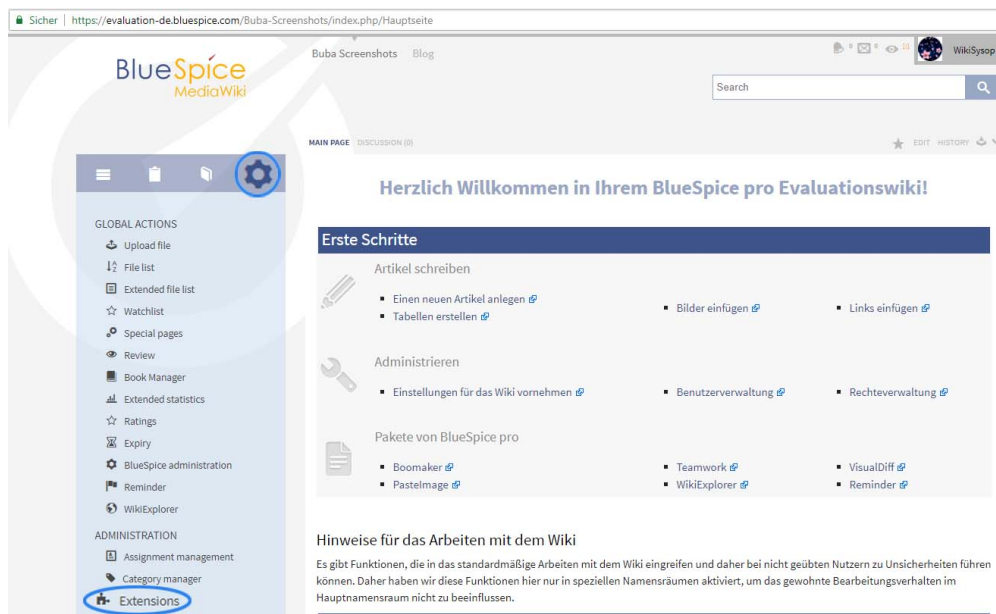 Sicher | https://evaluation-de.bluespice.com/Buba-Screenshots/index.php/Hauptseite
BlueSpice
MediaWiki
Buba Screenshots Blog
WikiSysop
Search
MAIN PAGE DISCUSSION (0)
EDIT HISTORY
GLOBAL ACTIONS
Upload file
File list
Extended file list
Watchlist
Special pages
Review
Book Manager
Extended statistics
Ratings
Expiry
BlueSpice administration
Reminder
WikiExplorer
ADMINISTRATION
Assignment management
Category manager
Extensions
Herzlich Willkommen in Ihrem BlueSpice pro Evaluationswiki!
Erste Schritte
Artikel schreiben
Einen neuen Artikel anlegen
Bilder einfügen
Links einfügen
Tabellen erstellen
Administrieren
Einstellungen für das Wiki vornehmen
Benutzerverwaltung
Rechteverwaltung
Pakete von BlueSpice pro
Boomaker
Teamwork
VisualDiff
PasteImage
WikiExplorer
Reminder
Hinweise für das Arbeiten mit dem Wiki
Es gibt Funktionen, die in das standardmäßige Arbeiten mit dem Wiki eingreifen und daher bei nicht geübten Nutzern zu Unsicherheiten führen
können. Daher haben wir diese Funktionen hier nur in speziellen Namensräumen aktiviert, um das gewohnte Bearbeitungsverhalten im
Hauptnamensraum nicht zu beeinflussen.